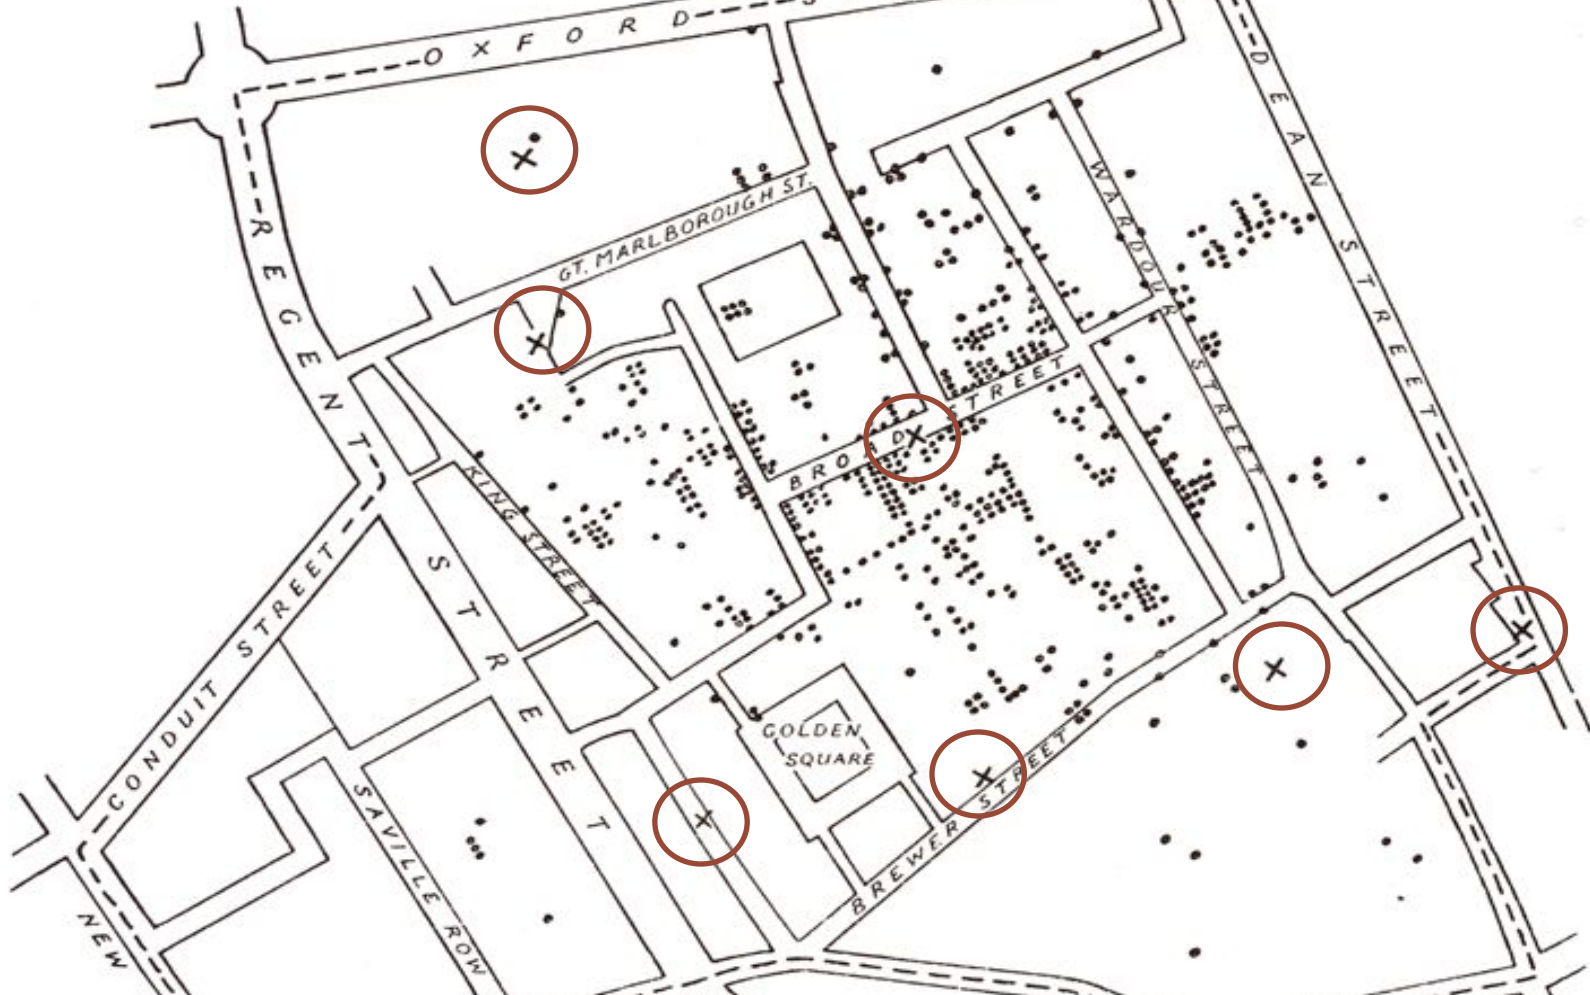 OXFORD
DEAN STREET
REGENT STREET
GT. MARLBOROUGH ST.
WARDOUR STREET
BROAD STREET
KING STREET
CONDUIT STREET
GOLDEN
SQUARE
BREWER STREET
SAVILLE ROW
NEW